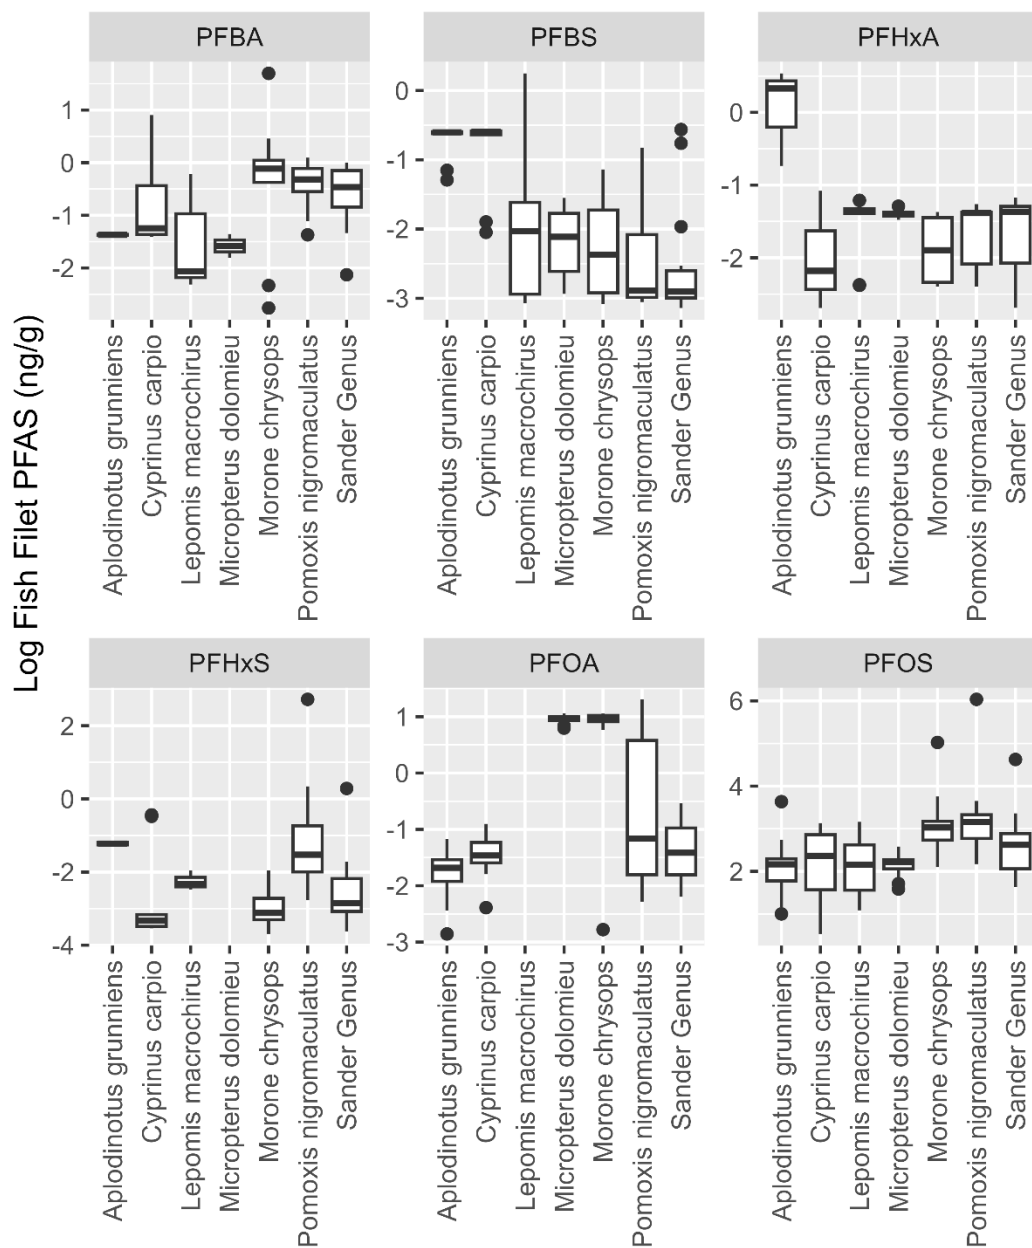 Log Fish Filet PFAS (ng/g)
PFBA
1
0
-1
-2
Aplodinotus grunniens
Cyprinus carpio
Lepomis macrochirus
Micropterus dolomieu
Morone chrysops
Pomoxis nigromaculatus
Sander Genus
PFBS
0
-1
-2
-3
Aplodinotus grunniens
Cyprinus carpio
Lepomis macrochirus
Micropterus dolomieu
Morone chrysops
Pomoxis nigromaculatus
Sander Genus
PFHxA
0
-1
-2
Aplodinotus grunniens
Cyprinus carpio
Lepomis macrochirus
Micropterus dolomieu
Morone chrysops
Pomoxis nigromaculatus
Sander Genus
PFHxS
2
0
-2
-4
Aplodinotus grunniens
Cyprinus carpio
Lepomis macrochirus
Micropterus dolomieu
Morone chrysops
Pomoxis nigromaculatus
Sander Genus
PFOA
1
0
-1
-2
-3
Aplodinotus grunniens
Cyprinus carpio
Lepomis macrochirus
Micropterus dolomieu
Morone chrysops
Pomoxis nigromaculatus
Sander Genus
PFOS
6
4
2
Aplodinotus grunniens
Cyprinus carpio
Lepomis macrochirus
Micropterus dolomieu
Morone chrysops
Pomoxis nigromaculatus
Sander Genus